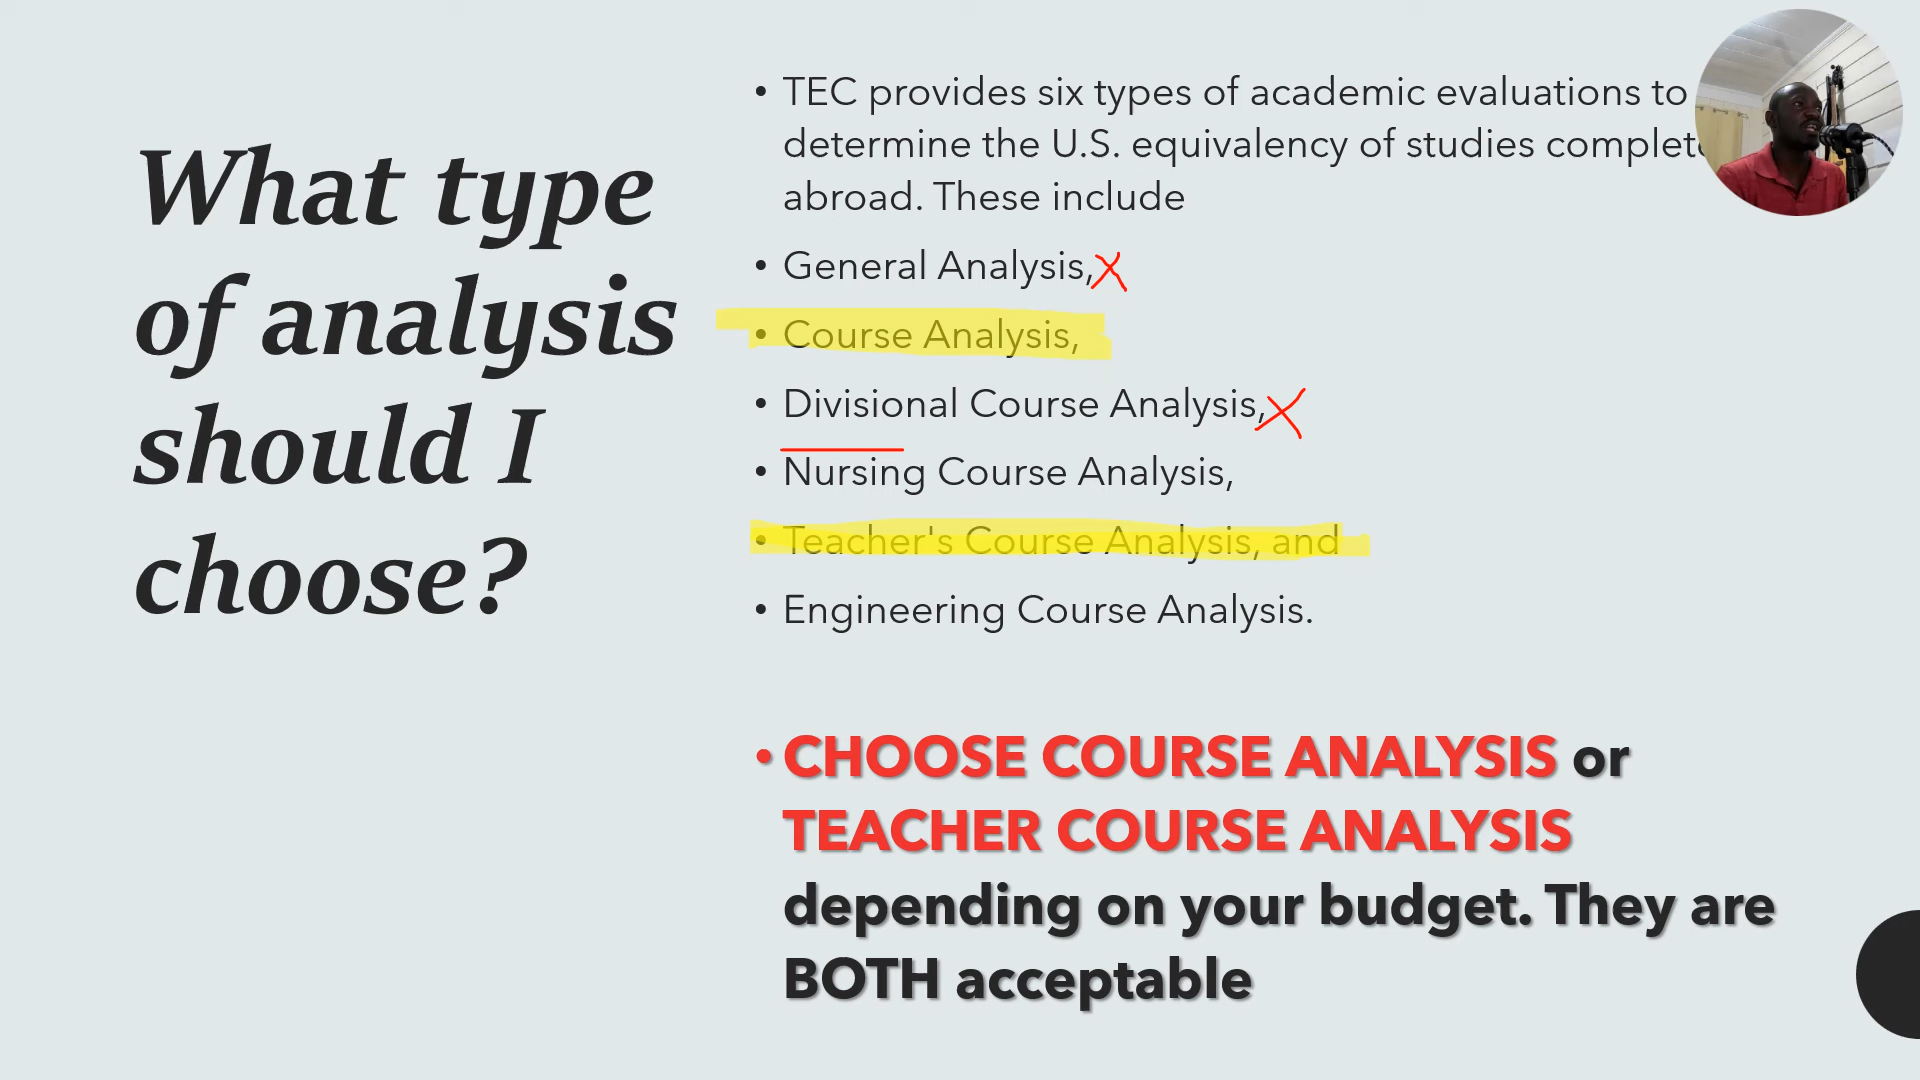 What type
of analysis
should I
choose?
• TEC provides six types of academic evaluations to
determine the U.S. equivalency of studies
abroad. These include
• General Analysis,
• Course Analysis,
• Divisional Course Analysis,
• Nursing Course Analysis,
• Teacher's Course Analysis, and
• Engineering Course Analysis.
• CHOOSE COURSE ANALYSIS or
TEACHER COURSE ANALYSIS
depending on your budget. They are
BOTH acceptable